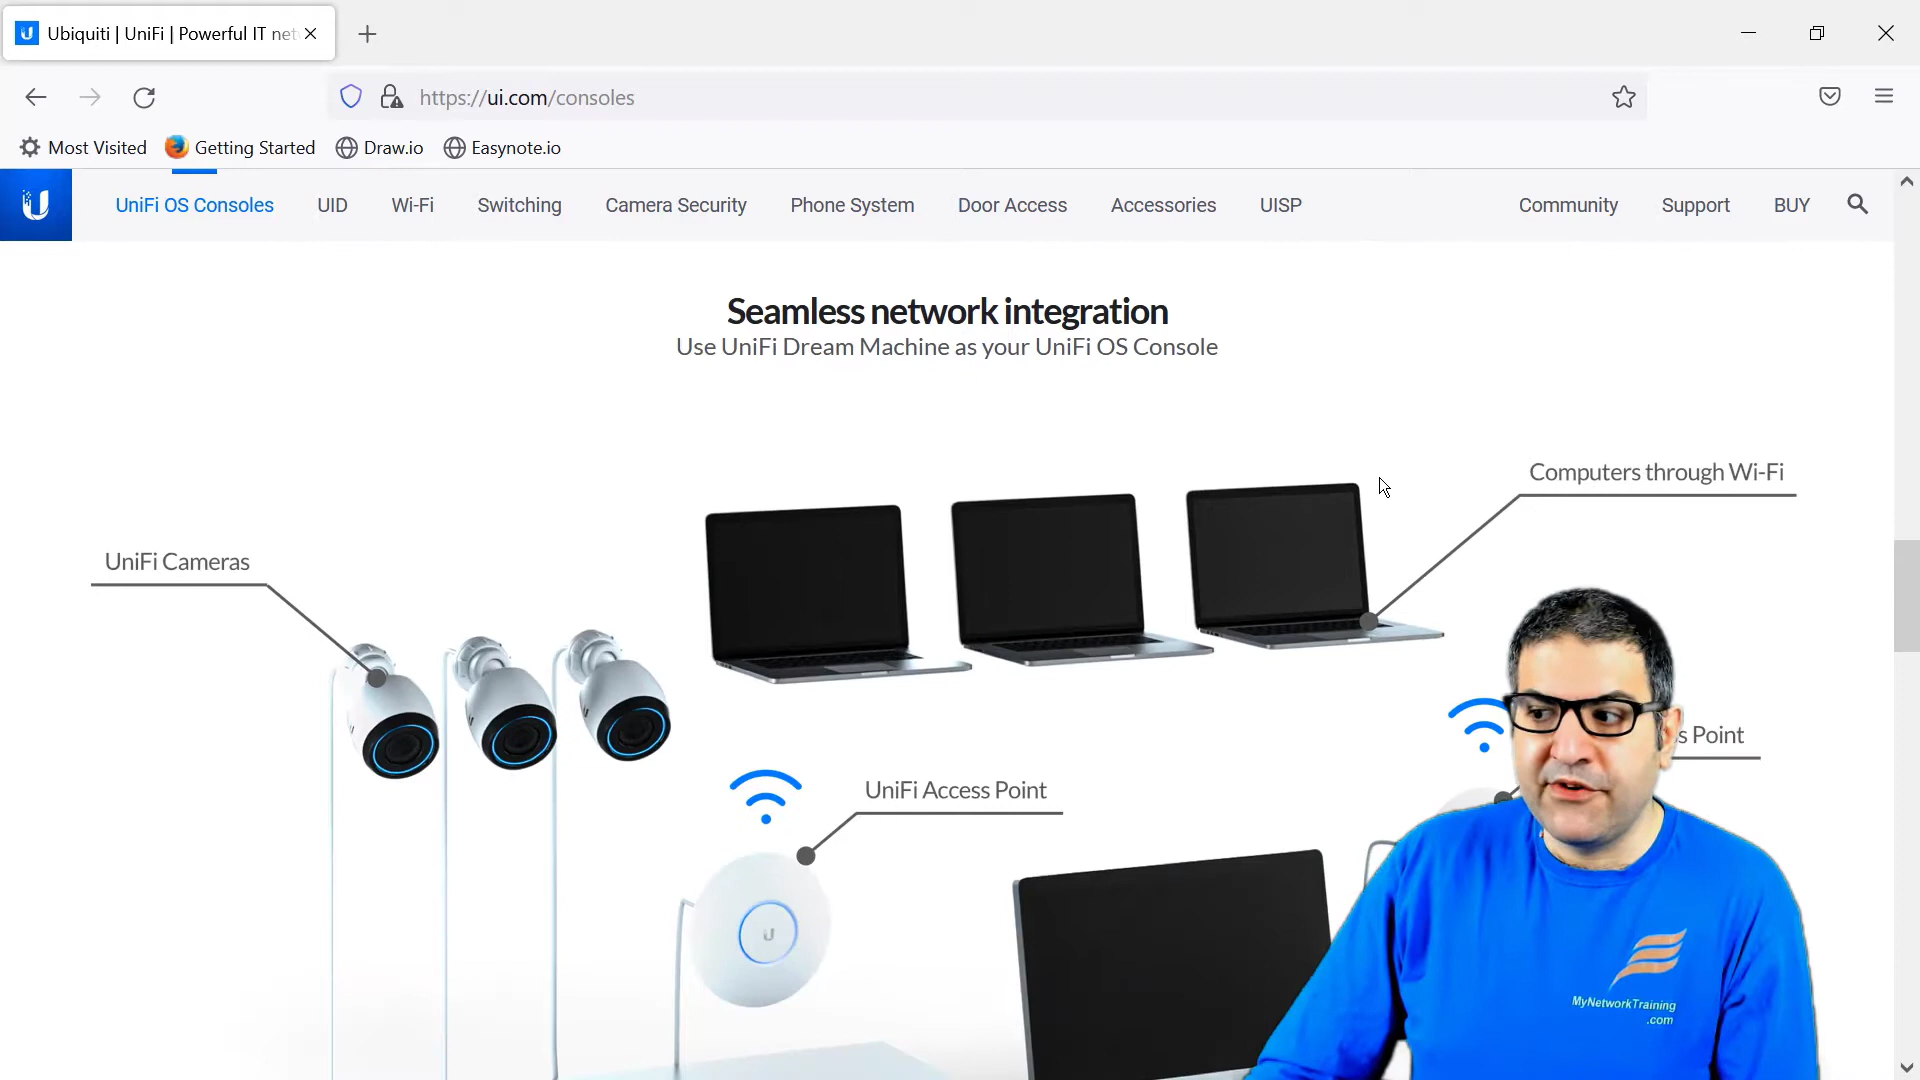 Ubiquiti | UniFi | Powerful IT net
https://ui.com/consoles
Most Visited Getting Started Draw.io Easynote.io
UniFi OS Consoles UID Wi-Fi Switching Camera Security Phone System Door Access Accessories UISP Community Support BUY
Seamless network integration
Use UniFi Dream Machine as your UniFi OS Console
Computers through Wi-Fi
UniFi Cameras
s Point
UniFi Access Point
MyNetworkTraining
.com